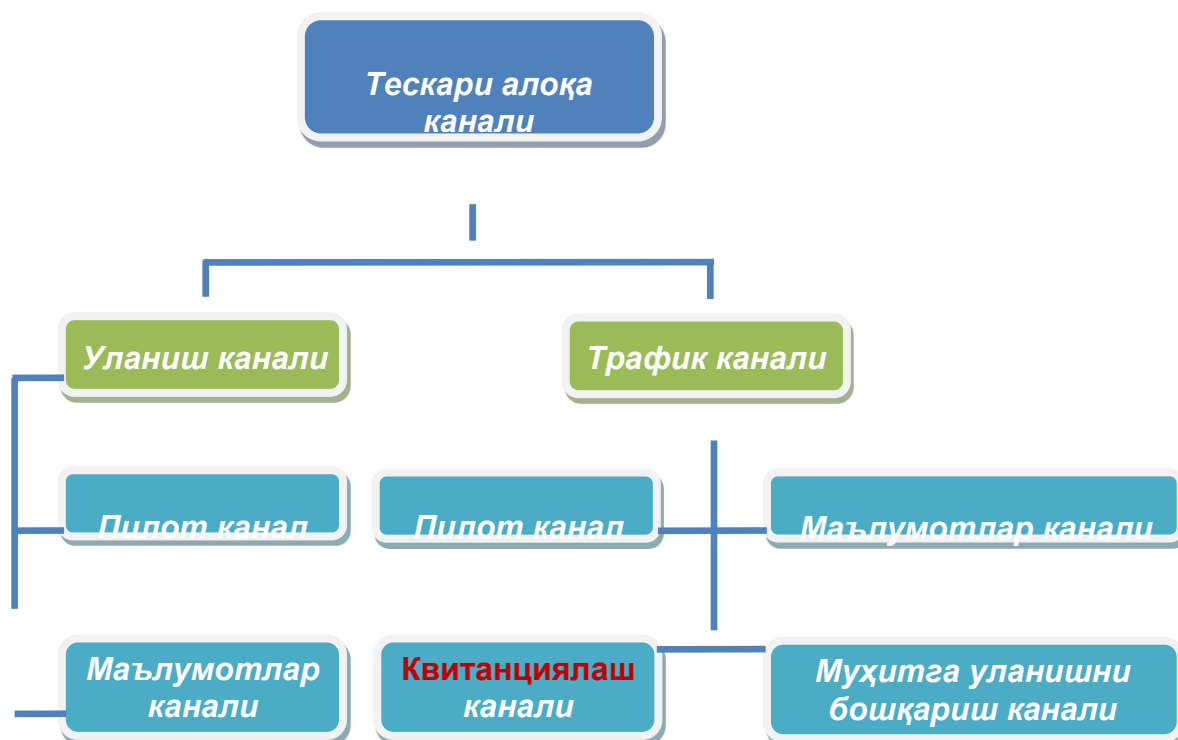 Тескари алоқа
канали
Уланиш канали
Трафик канали
Пилот канал
Пилот канал
Маълумотлар канали
Маълумотлар
канали
Квитанциялаш
канали
Муҳитга уланишни
бошқариш канали